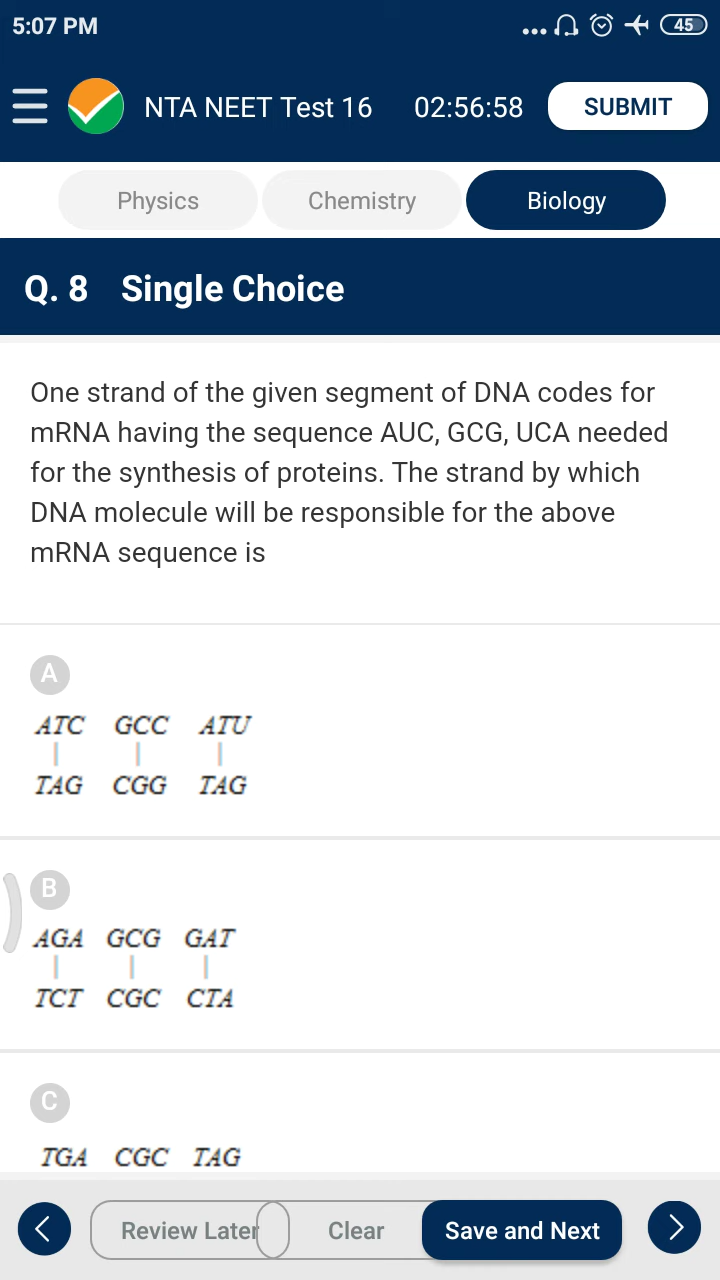 5:07 PM
45
NTA NEET Test 16 02:56:58 SUBMIT
Physics Chemistry Biology
Q. 8 Single Choice
One strand of the given segment of DNA codes for
mRNA having the sequence AUC, GCG, UCA needed
for the synthesis of proteins. The strand by which
DNA molecule will be responsible for the above
mRNA sequence is
A
ATC GCC ATU
TAG CGG TAG
B
AGA GCG GAT
TCT CGC CTA
C
TGA CGC TAG
Review Later Clear Save and Next